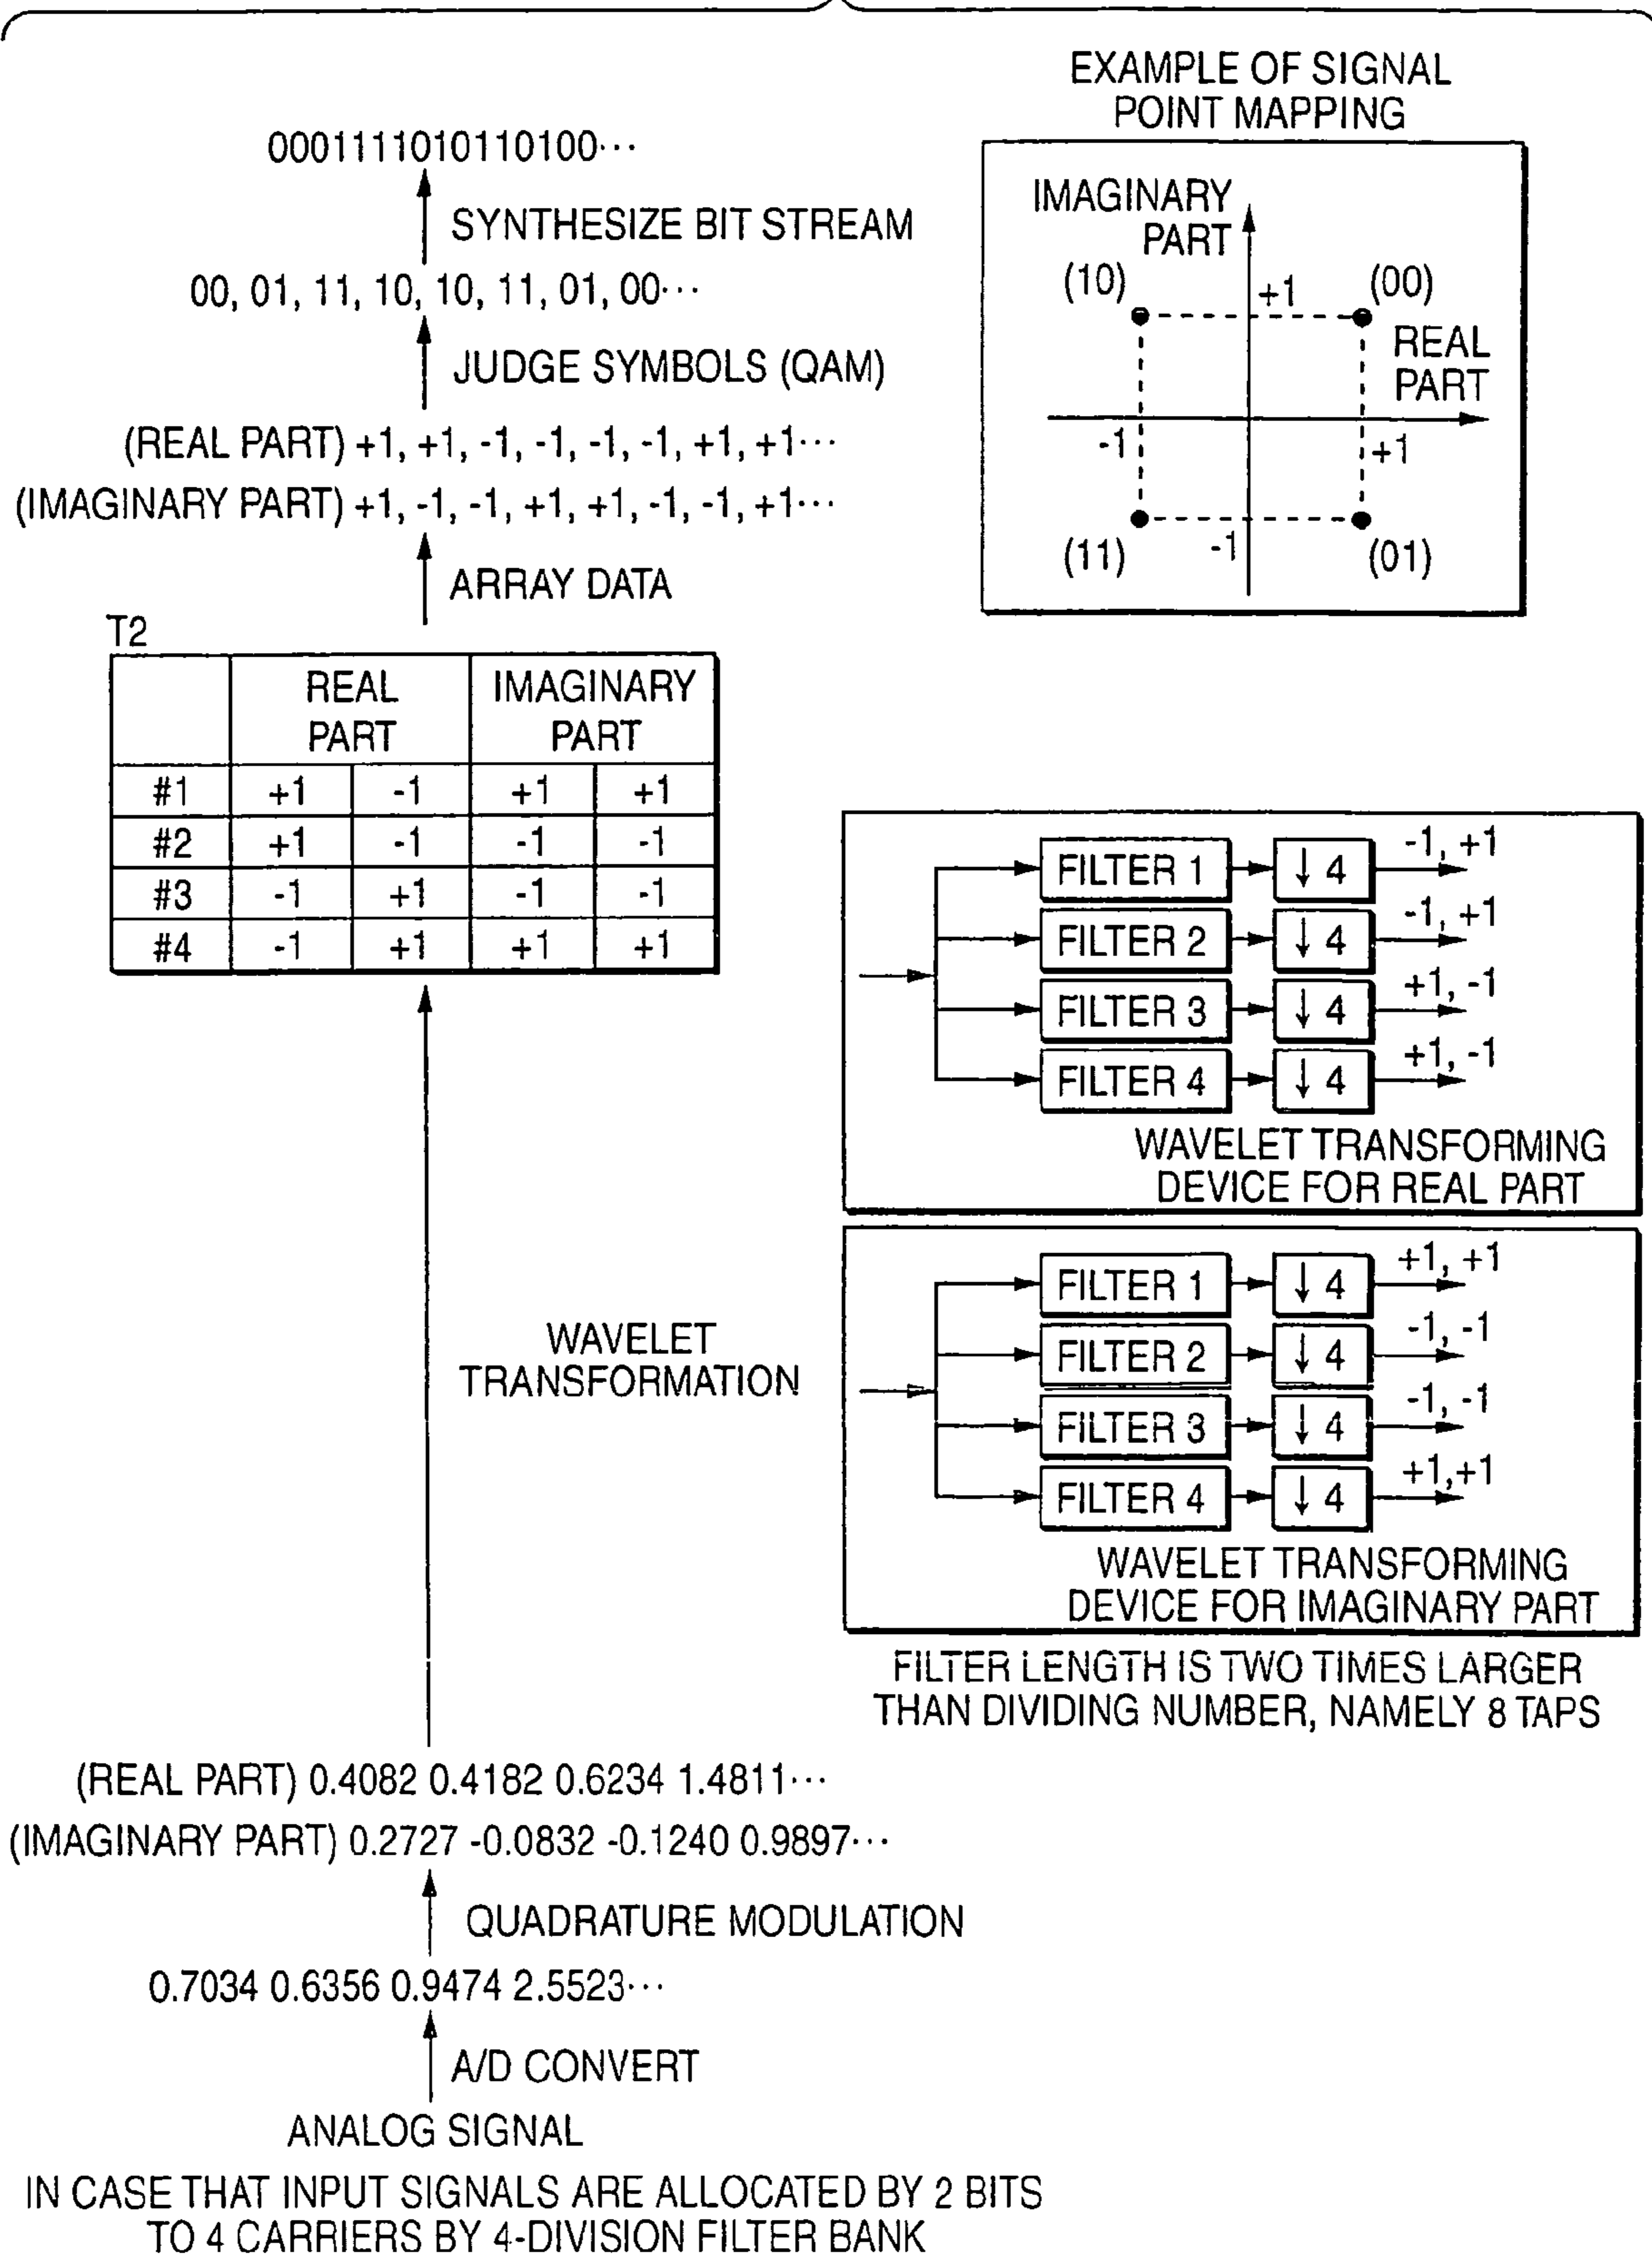 EXAMPLE OF SIGNAL
POINT MAPPING
0001111010110100···
SYNTHESIZE BIT STREAM
00, 01, 11, 10, 10, 11, 01, 00···
JUDGE SYMBOLS (QAM)
(REAL PART) +1, +1, -1, -1, -1, -1, +1, +1···
(IMAGINARY PART) +1, -1, -1, +1, +1, -1, -1, +1···
ARRAY DATA
IMAGINARY
PART
(10)
+1
(00)
REAL
PART
-1
+1
(11)
-1
(01)
T2
REAL
PART
IMAGINARY
PART
#1 +1 -1 +1 +1
#2 +1 -1 -1 -1
#3 -1 +1 -1 -1
#4 -1 +1 +1 +1
FILTER 1 ↓ 4 -1, +1
FILTER 2 ↓ 4 -1, +1
FILTER 3 ↓ 4 +1, -1
FILTER 4 ↓ 4 +1, -1
WAVELET TRANSFORMING
DEVICE FOR REAL PART
FILTER 1 ↓ 4 +1, +1
FILTER 2 ↓ 4 -1, -1
FILTER 3 ↓ 4 -1, -1
FILTER 4 ↓ 4 +1,+1
WAVELET TRANSFORMING
DEVICE FOR IMAGINARY PART
FILTER LENGTH IS TWO TIMES LARGER
THAN DIVIDING NUMBER, NAMELY 8 TAPS
WAVELET
TRANSFORMATION
(REAL PART) 0.4082 0.4182 0.6234 1.4811···
(IMAGINARY PART) 0.2727 -0.0832 -0.1240 0.9897···
QUADRATURE MODULATION
0.7034 0.6356 0.9474 2.5523···
A/D CONVERT
ANALOG SIGNAL
IN CASE THAT INPUT SIGNALS ARE ALLOCATED BY 2 BITS
TO 4 CARRIERS BY 4-DIVISION FILTER BANK